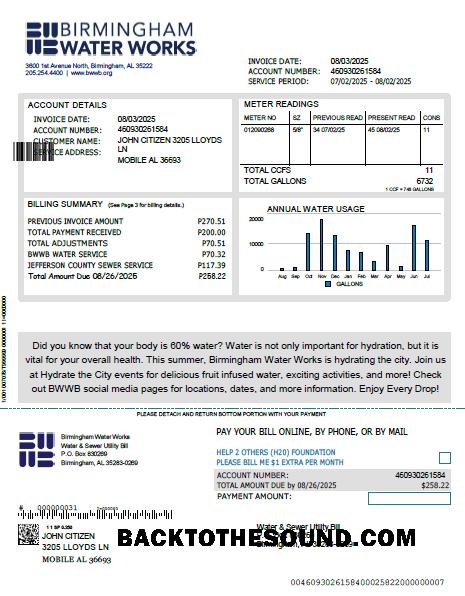 BIRMINGHAM
WATER WORKS
3600 1st Avenue North, Birmingham, AL 35222
205.254.4400 | www.bwwb.org
INVOICE DATE: 08/03/2025
ACCOUNT NUMBER: 460930261584
SERVICE PERIOD: 07/02/2025 - 08/02/2025
ACCOUNT DETAILS
INVOICE DATE: 08/03/2025
ACCOUNT NUMBER: 460930261584
CUSTOMER NAME: JOHN CITIZEN 3205 LLOYDS
LN
ADDRESS:
MOBILE AL 36693
METER READINGS
METER NO SZ PREVIOUS READ PRESENT READ CONS
012090268 5/8" 34 07/02/25 45 08/02/25 11
TOTAL CCFS 11
TOTAL GALLONS 6732
1 CCF = 748 GALLONS
BILLING SUMMARY (See Page 3 for billing details.)
PREVIOUS INVOICE AMOUNT P270.51
TOTAL PAYMENT RECEIVED P200.00
TOTAL ADJUSTMENTS P70.51
BWWB WATER SERVICE P70.32
JEFFERSON COUNTY SEWER SERVICE P117.39
Total Amount Due 08/26/2025 P258.22
ANNUAL WATER USAGE
20000
10000
0
Aug Sep Oct Nov Dec Jan Feb Mar Apr May Jun Jul
GALLONS
Did you know that your body is 60% water? Water is not only important for hydration, but it is
vital for your overall health. This summer, Birmingham Water Works is hydrating the city. Join us
at Hydrate the City events for delicious fruit infused water, exciting activities, and more! Check
out BWWB social media pages for locations, dates, and more information. Enjoy Every Drop!
PLEASE DETACH AND RETURN BOTTOM PORTION WITH YOUR PAYMENT
Birmingham Water Works
Water & Sewer Utility Bill
P.O. Box 830269
Birmingham, AL 35283-0269
PAY YOUR BILL ONLINE, BY PHONE, OR BY MAIL
HELP 2 OTHERS (H2O) FOUNDATION
PLEASE BILL ME $1 EXTRA PER MONTH
ACCOUNT NUMBER: 460930261584
TOTAL AMOUNT DUE by 08/26/2025 $258.22
PAYMENT AMOUNT:
# 000000031
JOHN CITIZEN
3205 LLOYDS LN
MOBILE AL 36693
Water & Sewer Utility Bill
BACKTOTHESOUND.COM
00460930261584000025822000000000007